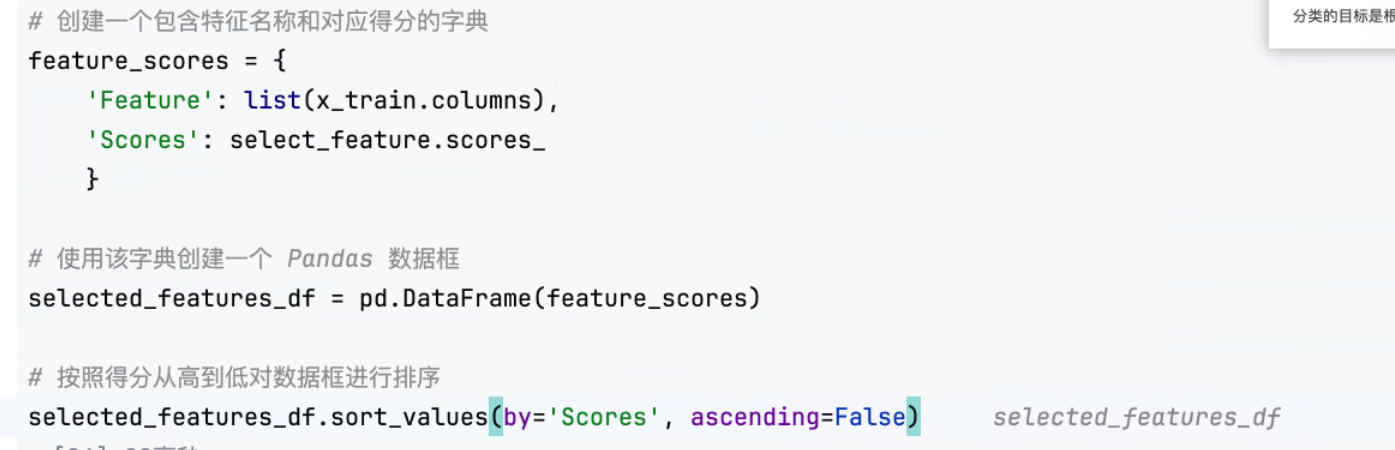 # 创建一个包含特征名称和对应得分的字典
分类的目标是
feature_scores = {
'Feature': list(x_train.columns),
'Scores': select_feature.scores_
}
# 使用该字典创建一个 Pandas 数据框
selected_features_df = pd.DataFrame(feature_scores)
# 按照得分从高到低对数据框进行排序
selected_features_df.sort_values(by='Scores', ascending=False) selected_features_df